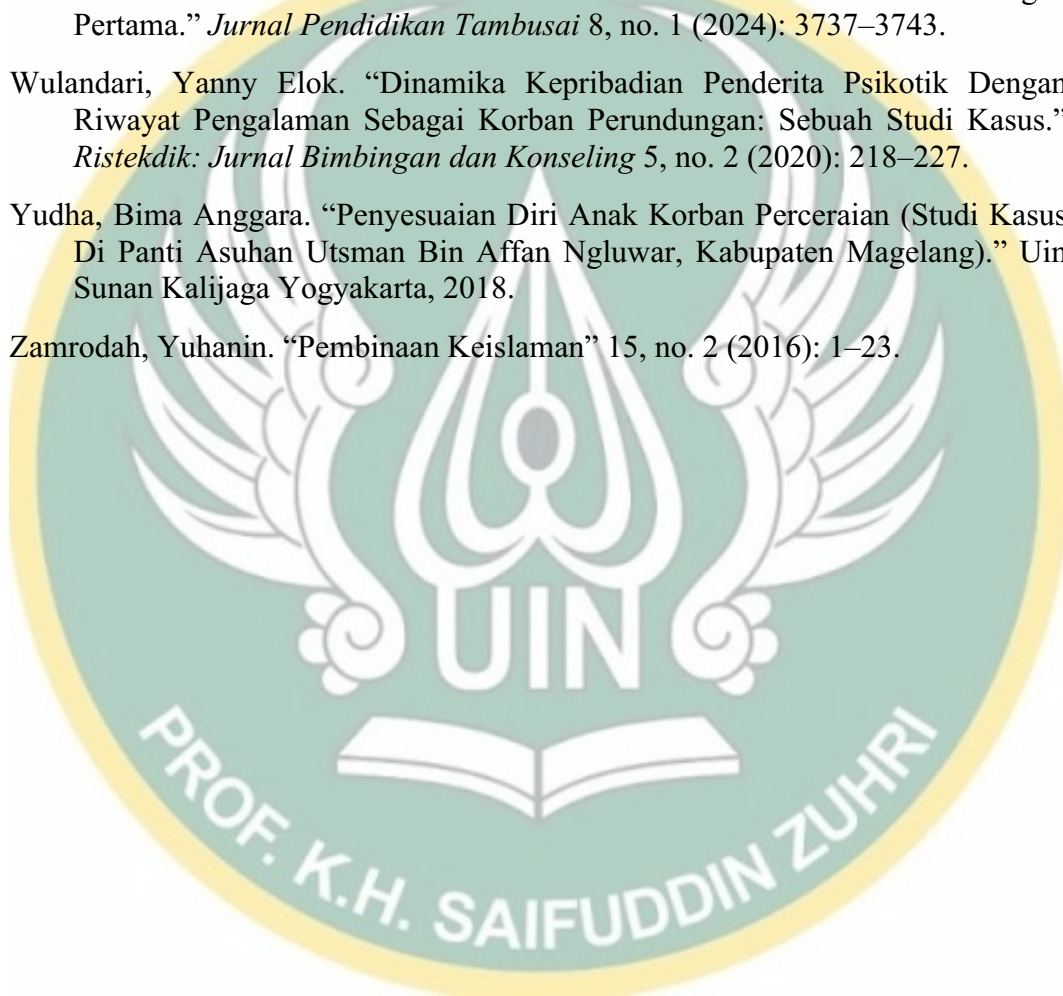 Pertama.” Jurnal Pendidikan Tambusai 8, no. 1 (2024): 3737–3743.
Wulandari, Yanny Elok. “Dinamika Kepribadian Penderita Psikotik Dengan
Riwayat Pengalaman Sebagai Korban Perundungan: Sebuah Studi Kasus.”
Ristekdik: Jurnal Bimbingan dan Konseling 5, no. 2 (2020): 218–227.
Yudha, Bima Anggara. “Penyesuaian Diri Anak Korban Perceraian (Studi Kasus
Di Panti Asuhan Utsman Bin Affan Ngluwar, Kabupaten Magelang).” Uin
Sunan Kalijaga Yogyakarta, 2018.
Zamrodah, Yuhanin. “Pembinaan Keislaman” 15, no. 2 (2016): 1–23.
UIN
PROF. K.H. SAIFUDDIN ZUHRI